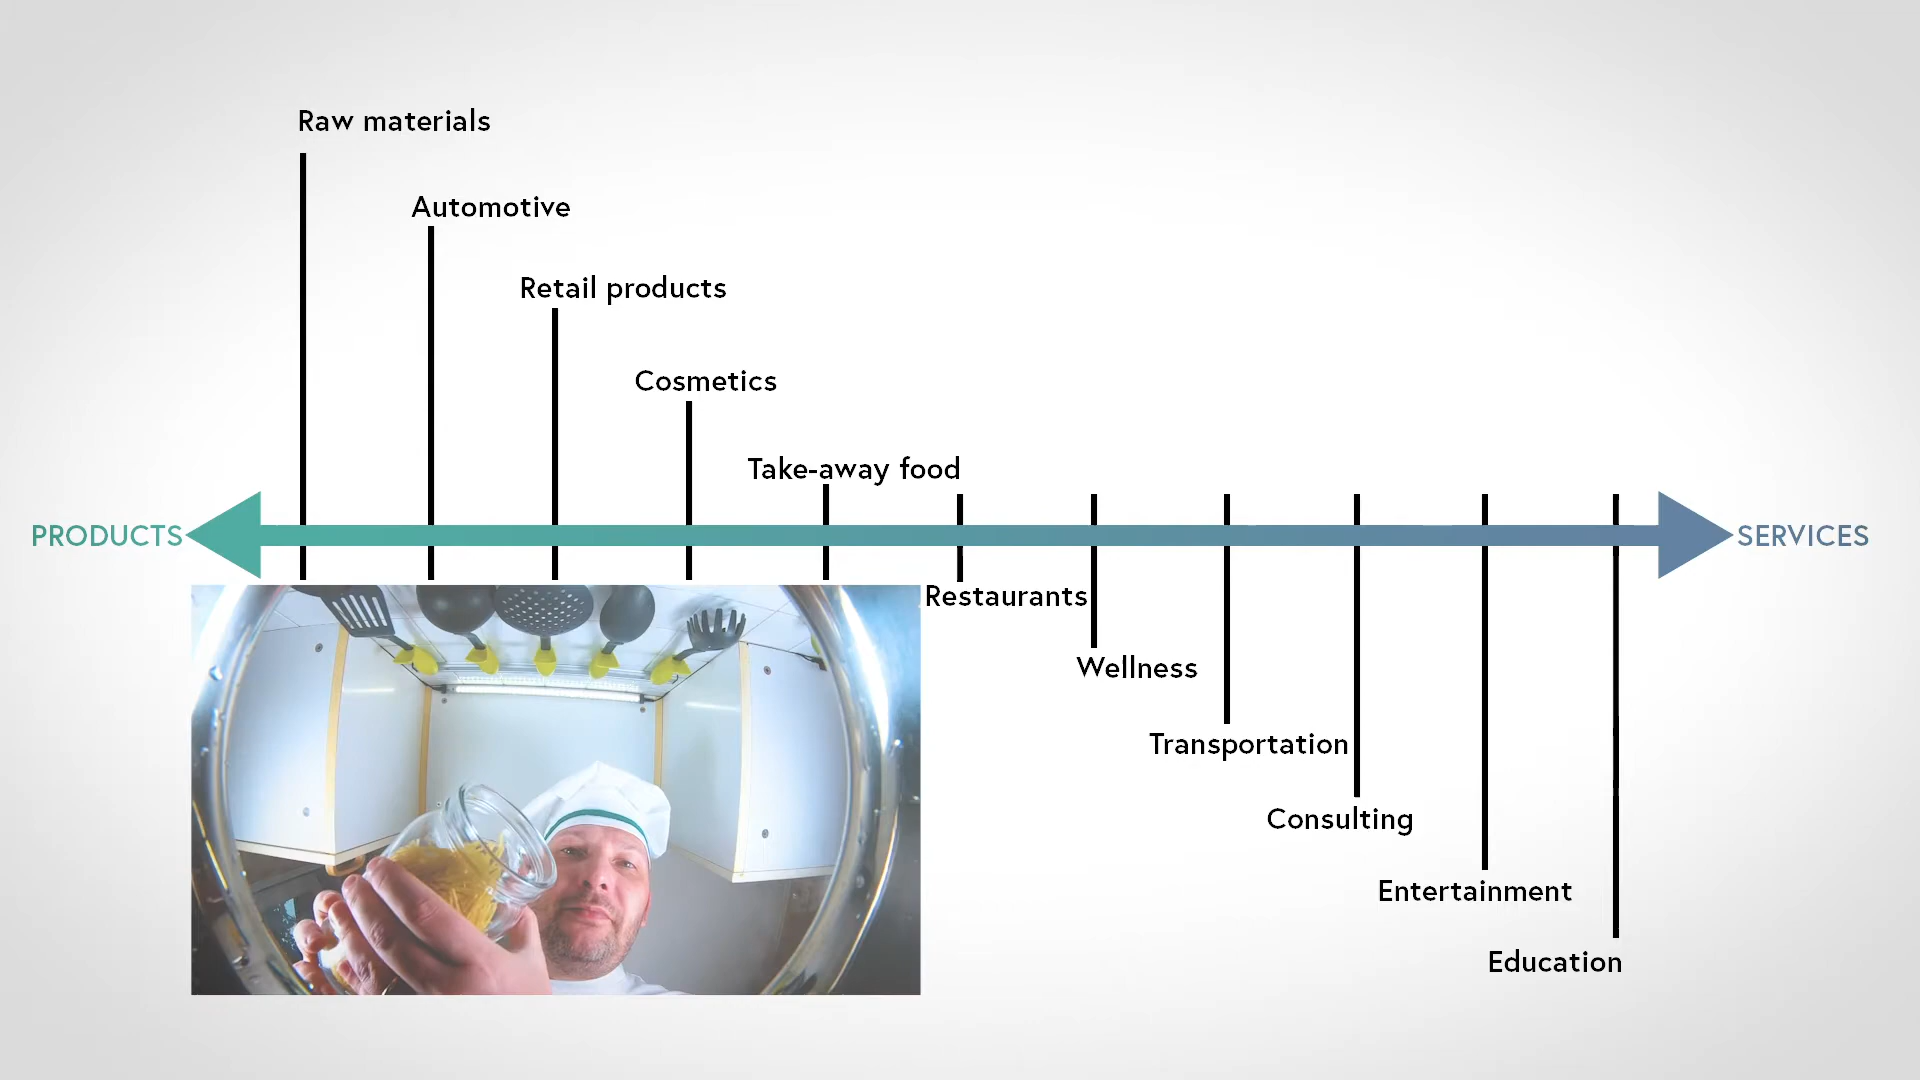 Raw materials
Automotive
Retail products
Cosmetics
Take-away food
PRODUCTS
SERVICES
Restaurants
Wellness
Transportation
Consulting
Entertainment
Education